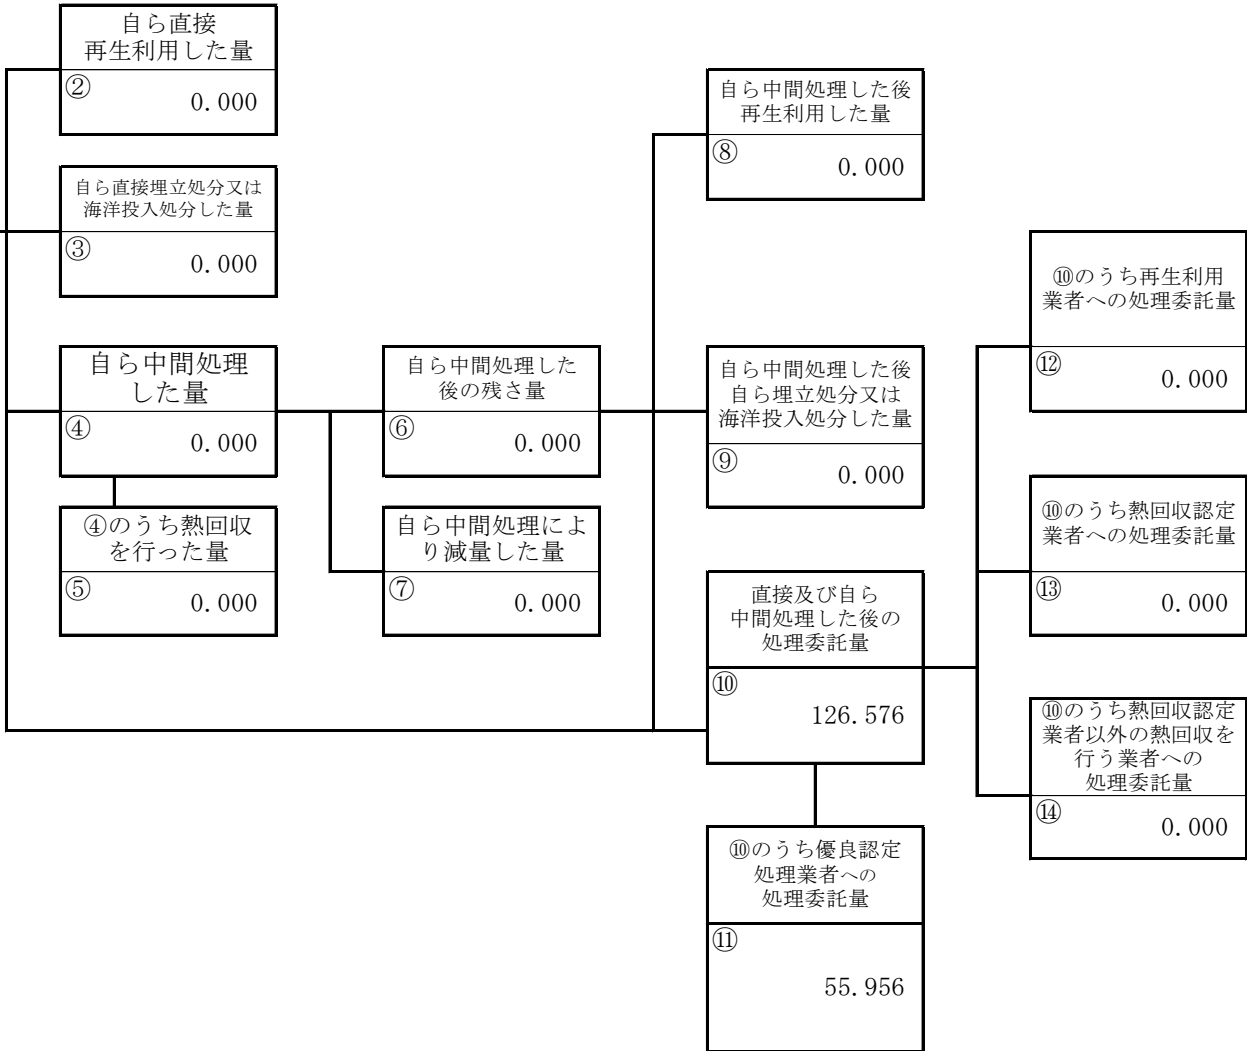 自ら直接
再生利用した量
②
0.000
自ら直接埋立処分又は
海洋投入処分した量
③
0.000
自ら中間処理
した量
④
0.000
④のうち熱回収
を行った量
⑤
0.000
自ら中間処理した
後の残さ量
⑥
0.000
自ら中間処理によ
り減量した量
⑦
0.000
自ら中間処理した後
再生利用した量
⑧
0.000
自ら中間処理した後
自ら埋立処分又は
海洋投入処分した量
⑨
0.000
直接及び自ら
中間処理した後の
処理委託量
⑩
126.576
⑩のうち優良認定
処理業者への
処理委託量
⑪
55.956
⑩のうち再生利用
業者への処理委託量
⑫
0.000
⑩のうち熱回収認定
業者への処理委託量
⑬
0.000
⑩のうち熱回収認定
業者以外の熱回収を
行う業者への
処理委託量
⑭
0.000